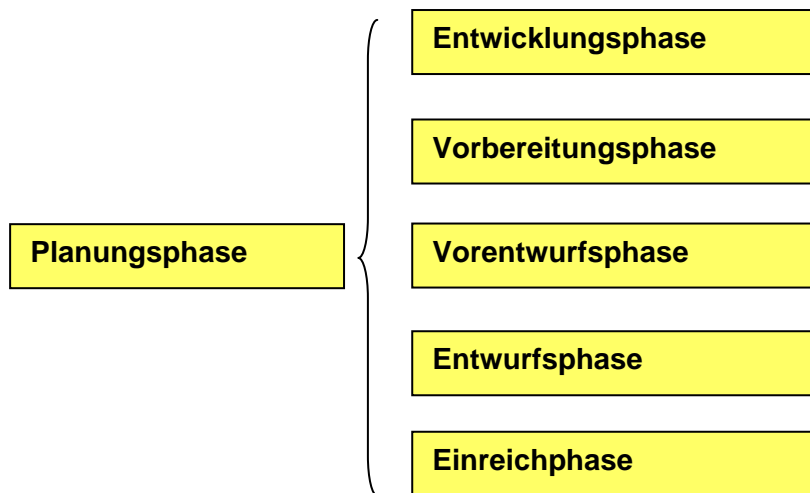 Entwicklungsphase
Vorbereitungsphase
Planungsphase
Vorentwurfsphase
Entwurfsphase
Einreichphase